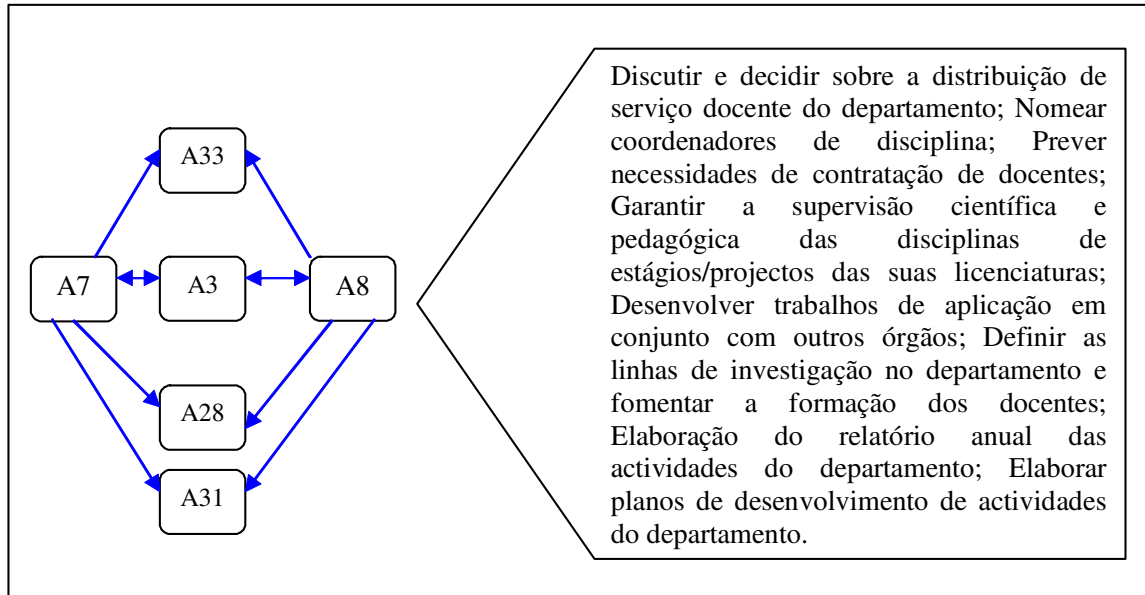 A33
A7
A3
A8
A28
A31
Discutir e decidir sobre a distribuição de
serviço docente do departamento; Nomear
coordenadores de disciplina; Prever
necessidades de contratação de docentes;
Garantir a supervisão científica e
pedagógica das disciplinas de
estágios/projectos das suas licenciaturas;
Desenvolver trabalhos de aplicação em
conjunto com outros órgãos; Definir as
linhas de investigação no departamento e
fomentar a formação dos docentes;
Elaboração do relatório anual das
actividades do departamento; Elaborar
planos de desenvolvimento de actividades
do departamento.